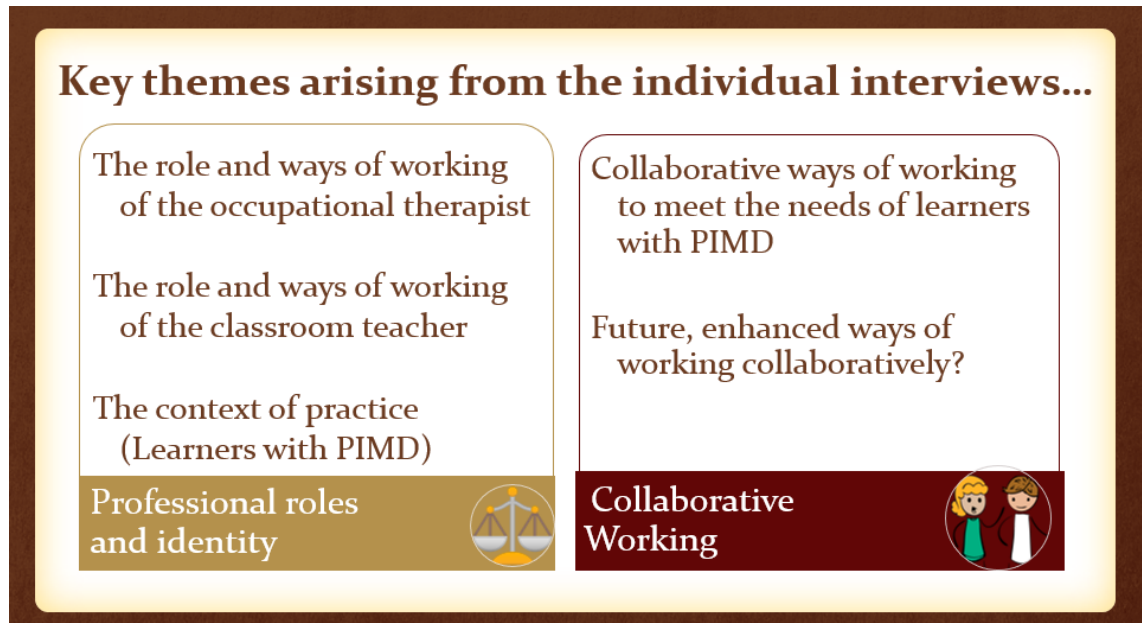 Key themes arising from the individual interviews...
The role and ways of working
of the occupational therapist
The role and ways of working
of the classroom teacher
The context of practice
(Learners with PIMD)
Professional roles
and identity
Collaborative ways of working
to meet the needs of learners
with PIMD
Future, enhanced ways of
working collaboratively?
Collaborative
Working